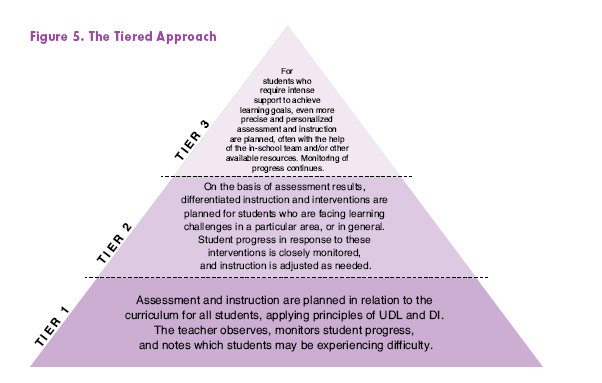 Figure 5. The Tiered Approach
For
students who
require intense
support to achieve
learning goals, even more
precise and personalized
assessment and instruction
are planned, often with the help
of the in-school team and/or other
available resources. Monitoring of
progress continues.
TIER 3
On the basis of assessment results,
differentiated instruction and interventions are
planned for students who are facing learning
challenges in a particular area, or in general.
Student progress in response to these
interventions is closely monitored,
and instruction is adjusted as needed.
TIER 2
Assessment and instruction are planned in relation to the
curriculum for all students, applying principles of UDL and DI.
The teacher observes, monitors student progress,
and notes which students may be experiencing difficulty.
TIER 1